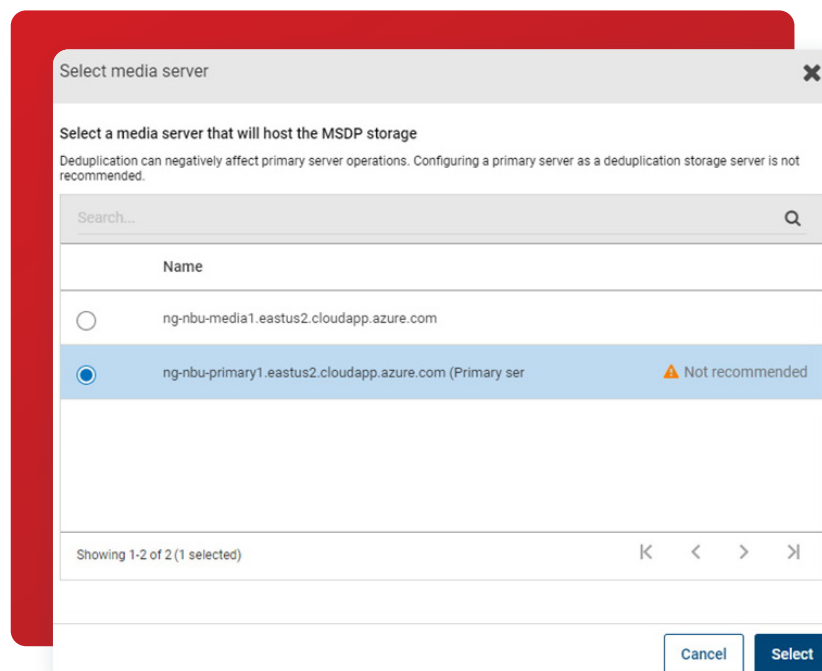 Select media server
Select a media server that will host the MSDP storage
Deduplication can negatively affect primary server operations. Configuring a primary server as a deduplication storage server is not
recommended.
Search...
Name
ng-nbu-media1.eastus2.cloudapp.azure.com
ng-nbu-primary1.eastus2.cloudapp.azure.com (Primary ser
Not recommended
Showing 1-2 of 2 (1 selected)
Cancel
Select